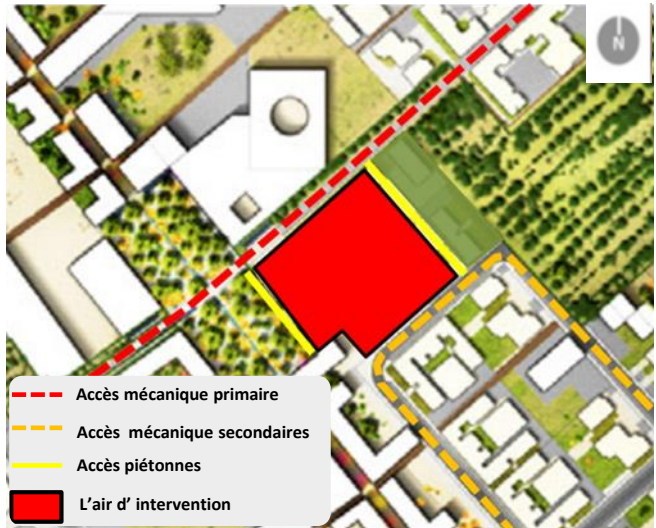 N
Accès mécanique primaire
Accès mécanique secondaires
Accès piétonnes
L'air d' intervention